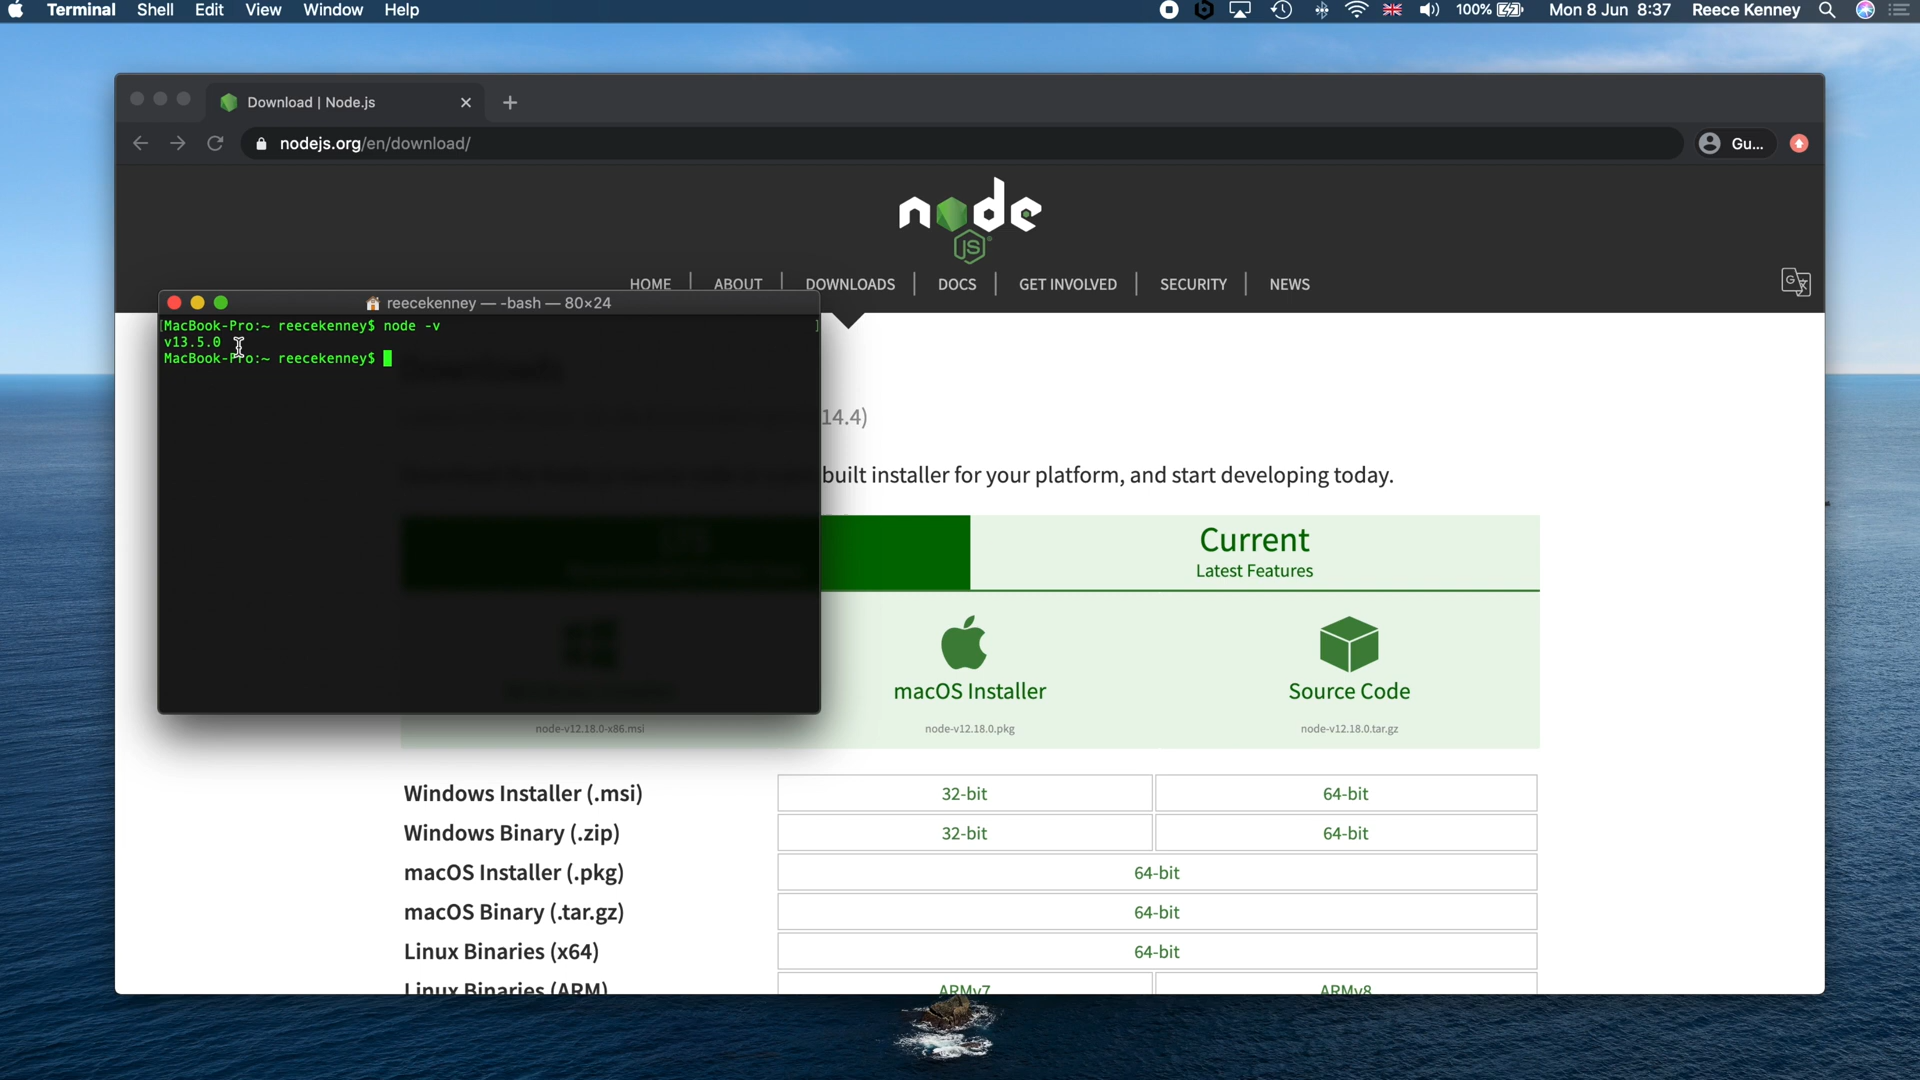 Terminal Shell Edit View Window Help 100% Mon 8 Jun 8:37 Reece Kenney
Download | Node.js
nodejs.org/en/download/ Gu...
node
JS
HOME ABOUT DOWNLOADS DOCS GET INVOLVED SECURITY NEWS
reecekenney — -bash — 80×24
[MacBook-Pro:~ reecekenney$ node -v ]
v13.5.0
MacBook-Pro:~ reecekenney$
14.4)
built installer for your platform, and start developing today.
Current
Latest Features
macOS Installer Source Code
node-v12.18.0-x86.msi node-v12.18.0.pkg node-v12.18.0.tar.gz
Windows Installer (.msi) 32-bit 64-bit
Windows Binary (.zip) 32-bit 64-bit
macOS Installer (.pkg) 64-bit
macOS Binary (.tar.gz) 64-bit
Linux Binaries (x64) 64-bit
Linux Binaries (ARM) ARMv7 ARMv8